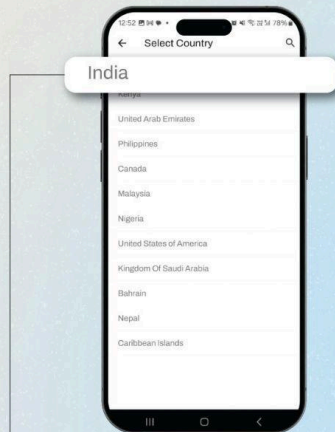 12:52
78%
Select Country
India
Kenya
United Arab Emirates
Philippines
Canada
Malaysia
Nigeria
United States of America
Kingdom Of Saudi Arabia
Bahrain
Nepal
Caribbean Islands